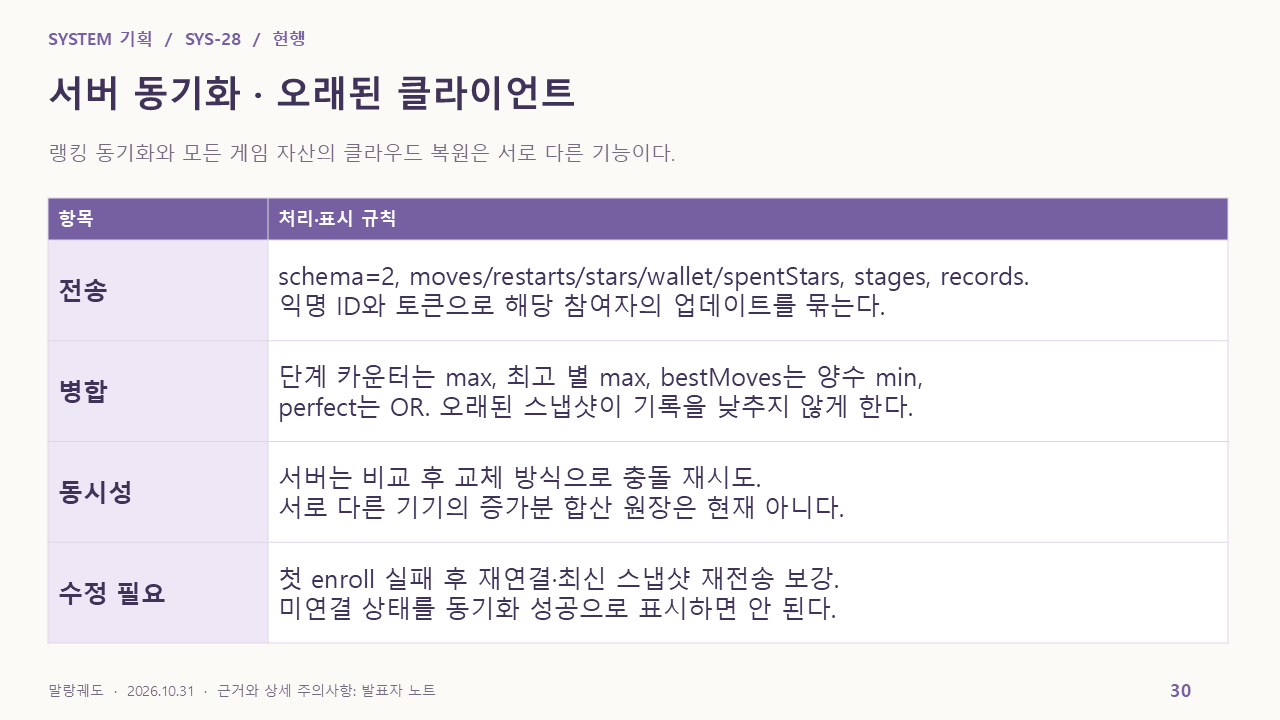 SYSTEM 기획 / SYS-28 / 현행
서버 동기화 · 오래된 클라이언트
랭킹 동기화와 모든 게임 자산의 클라우드 복원은 서로 다른 기능이다.
항목
처리·표시 규칙
전송
schema=2, moves/restarts/stars/wallet/spentStars, stages, records.
익명 ID와 토큰으로 해당 참여자의 업데이트를 묶는다.
병합
단계 카운터는 max, 최고 별 max, bestMoves는 양수 min,
perfect는 OR. 오래된 스냅샷이 기록을 낮추지 않게 한다.
동시성
서버는 비교 후 교체 방식으로 충돌 재시도.
서로 다른 기기의 증가분 합산 원장은 현재 아니다.
수정 필요
첫 enroll 실패 후 재연결·최신 스냅샷 재전송 보강.
미연결 상태를 동기화 성공으로 표시하면 안 된다.
말랑궤도 · 2026.10.31 · 근거와 상세 주의사항: 발표자 노트
30